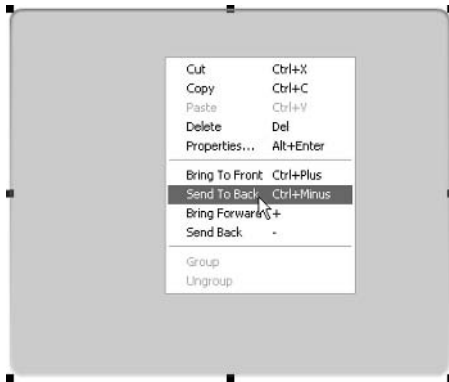 Cut Ctrl+X
Copy Ctrl+C
Paste Ctrl+V
Delete Del
Properties... Alt+Enter
Bring To Front Ctrl+Plus
Send To Back Ctrl+Minus
Bring Forward +
Send Back -
Group
Ungroup